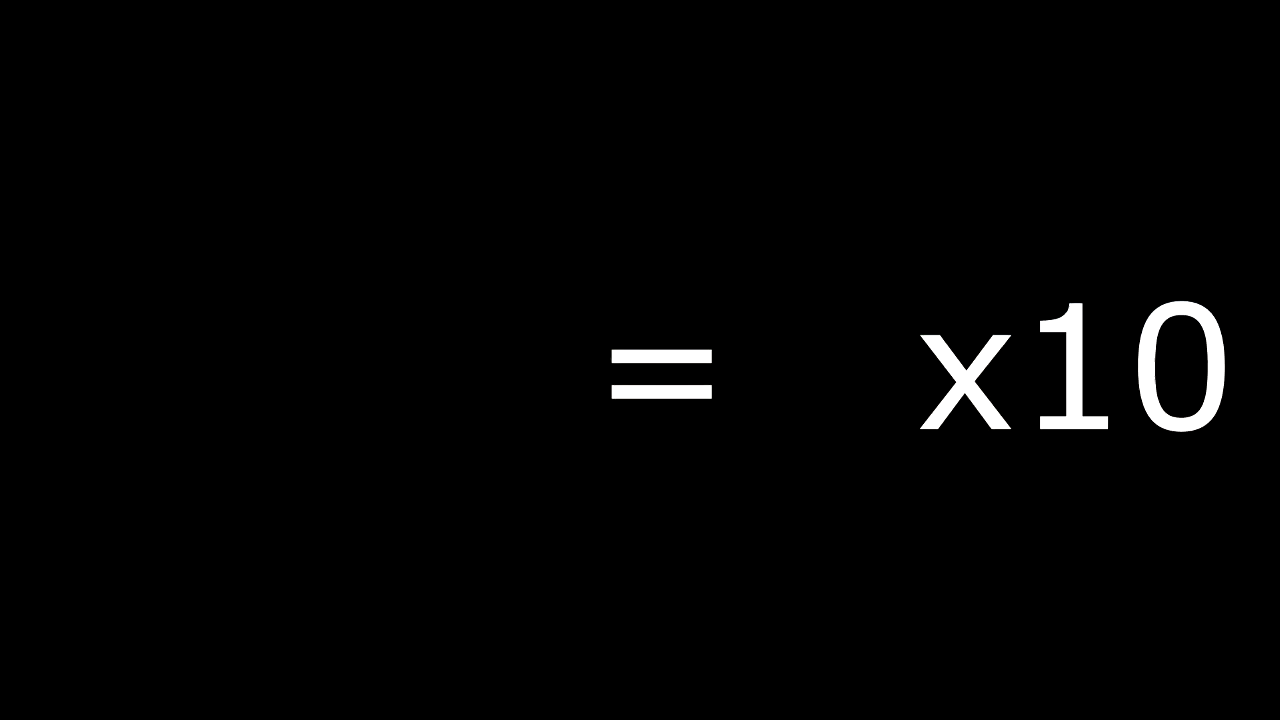 = x10